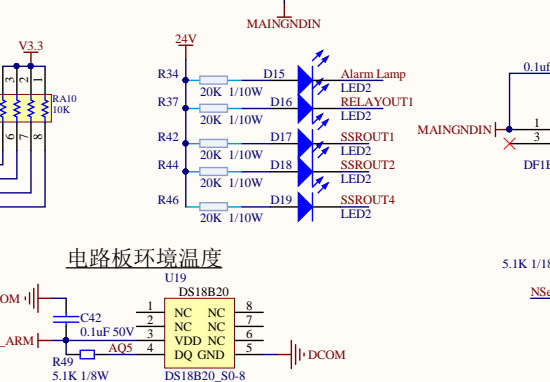 MAINGNDIN
24V
V3.3
3
2
1
RA10
10K
6
7
8
R34
D15
Alarm Lamp
20K 1/10W
LED2
R37
D16
RELAYOUT1
20K 1/10W
LED2
R42
D17
SSROUT1
20K 1/10W
LED2
R44
D18
SSROUT2
20K 1/10W
LED2
R46
D19
SSROUT4
20K 1/10W
LED2
0.1uf
MAINGNDIN
1
3
DF1
5.1K 1/1
NSe
电路板环境温度
U19
DS18B20
OM
C42
0.1uF 50V
_ARM
AQ5
R49
5.1K 1/8W
1 NC NC 8
2 NC NC 7
3 VDD NC 6
4 DQ GND 5
DCOM
DS18B20_S0-8